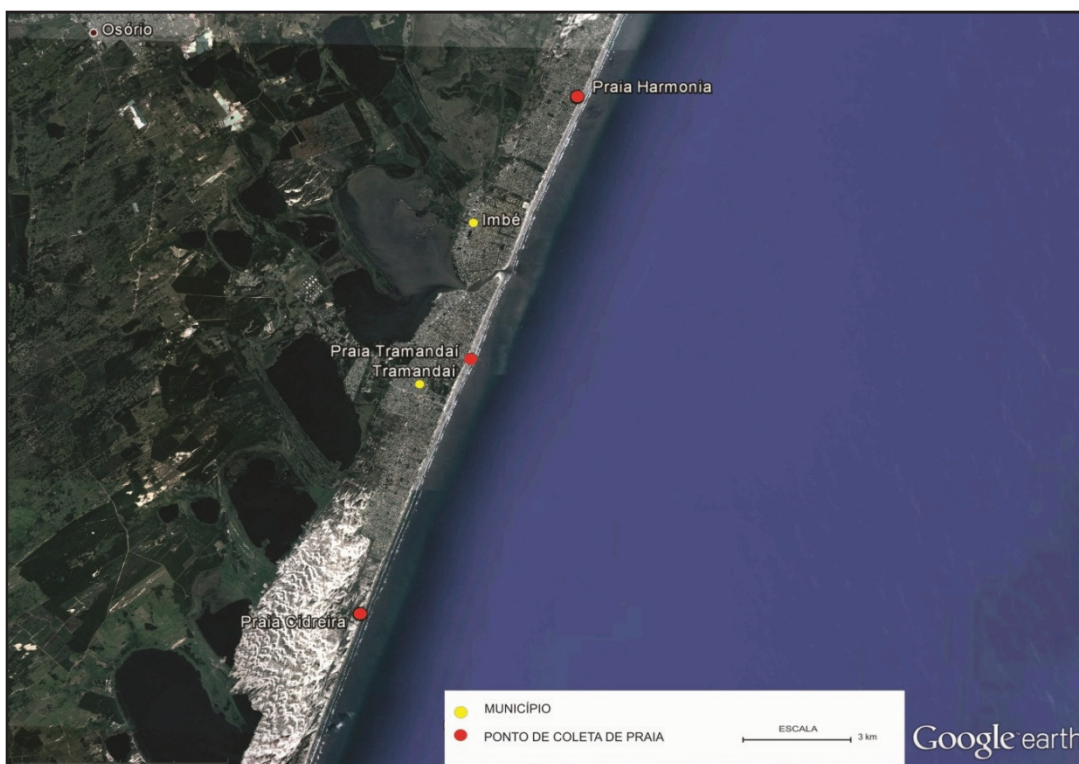 Osório
Praia Harmonia
Imbé
Praia Tramandaí
Tramandaí
Praia Cidreira
MUNICÍPIO
PONTO DE COLETA DE PRAIA
ESCALA
3 km
Google earth